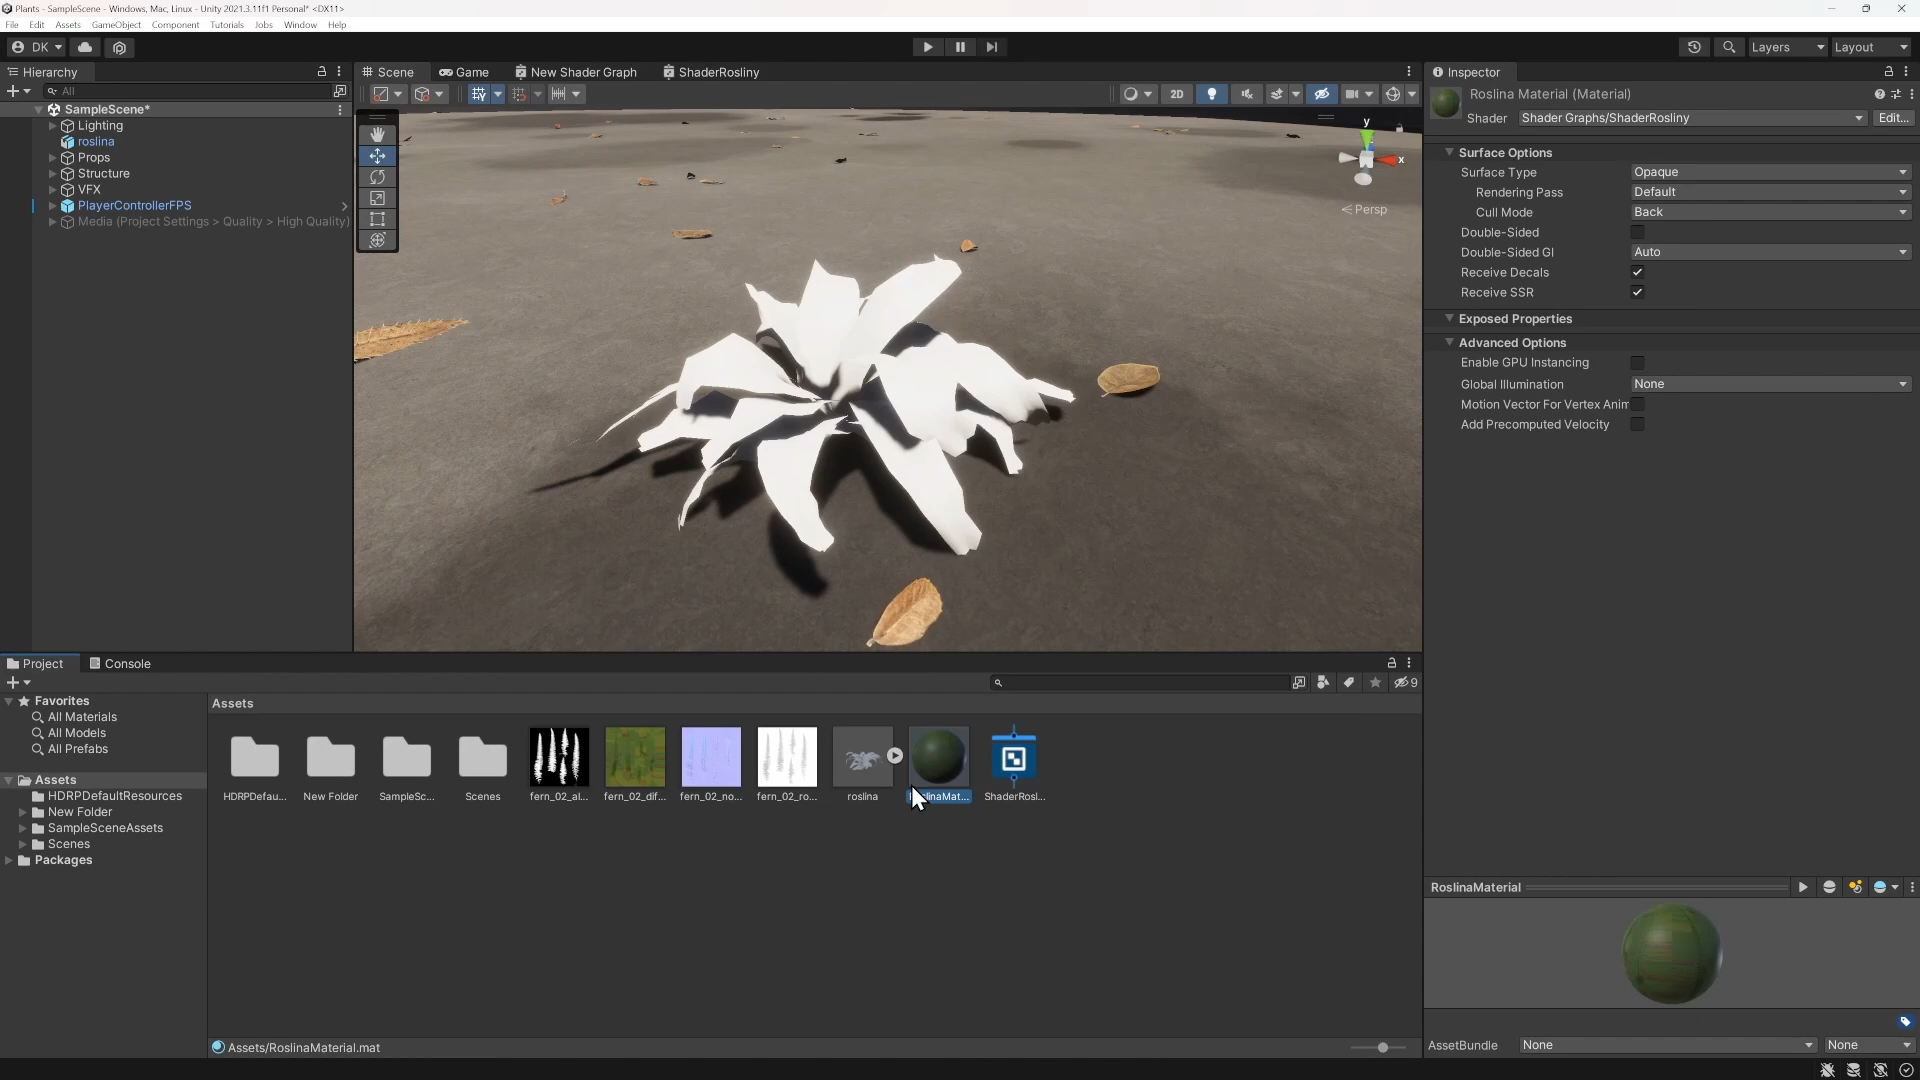 Plants - SampleScene - Windows, Mac, Linux - Unity 2021.3.11f1 Personal* <DX11>
File Edit Assets GameObject Component Tutorials Jobs Window Help
DK
Layers
Layout
Hierarchy
Scene
Game
New Shader Graph
ShaderRosliny
Inspector
All
2D
SampleScene*
Lighting
roslina
Props
Structure
VFX
PlayerControllerFPS
Media (Project Settings > Quality > High Quality)
y
x
< Persp
Roslina Material (Material)
Shader
Shader Graphs/ShaderRosliny
Edit...
Surface Options
Surface Type
Opaque
Rendering Pass
Default
Cull Mode
Back
Double-Sided
Double-Sided GI
Auto
Receive Decals
Receive SSR
Exposed Properties
Advanced Options
Enable GPU Instancing
Global Illumination
None
Motion Vector For Vertex Anim
Add Precomputed Velocity
Project
Console
9
Favorites
All Materials
All Models
All Prefabs
Assets
HDRPDefaultResources
New Folder
SampleSceneAssets
Scenes
Packages
Assets
HDRPDefau...
New Folder
SampleSc...
Scenes
fern_02_al...
fern_02_dif...
fern_02_no...
fern_02_ro...
roslina
linaMat...
ShaderRosl...
Assets/RoslinaMaterial.mat
RoslinaMaterial
AssetBundle
None
None